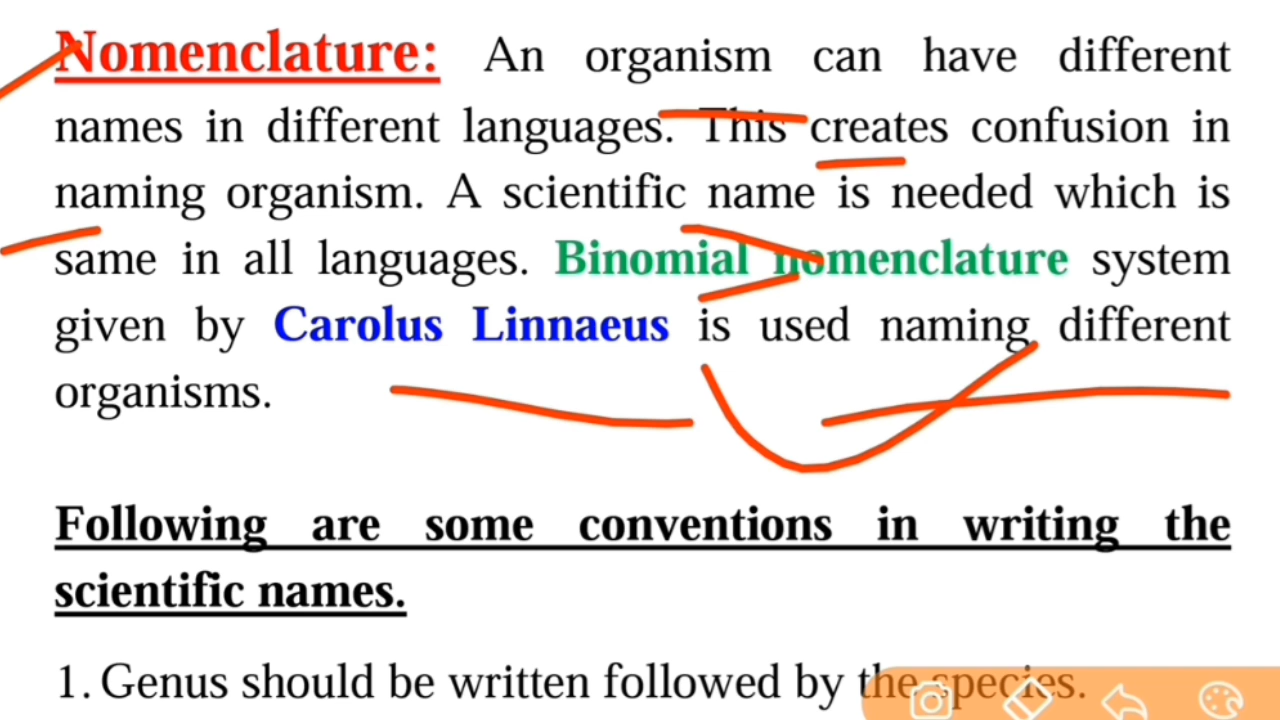 Nomenclature: An organism can have different
names in different languages. This creates confusion in
naming organism. A scientific name is needed which is
same in all languages. Binomial nomenclature system
given by Carolus Linnaeus is used naming different
organisms.
Following are some conventions in writing the
scientific names.
1. Genus should be written followed by the species.